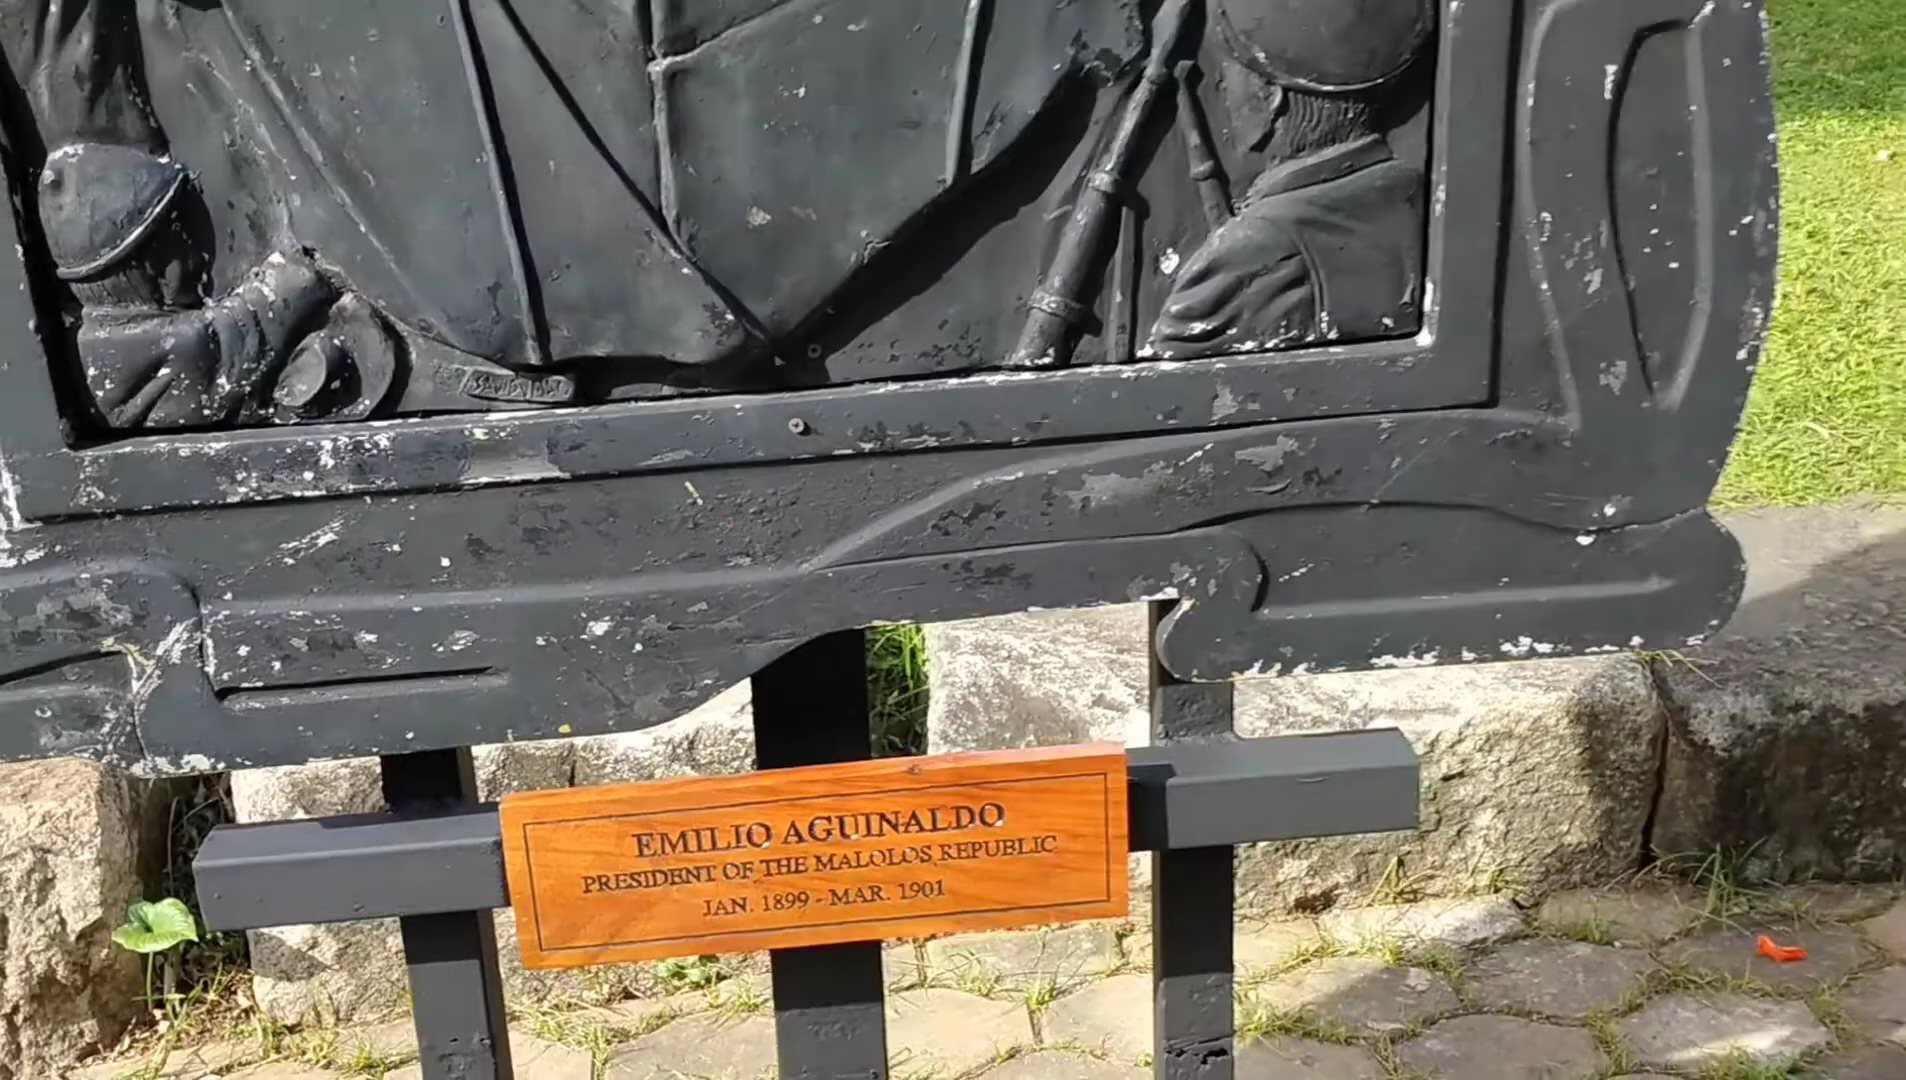 EMILIO AGUINALDO
PRESIDENT OF THE MALOLOS REPUBLIC
JAN. 1899 - MAR. 1901